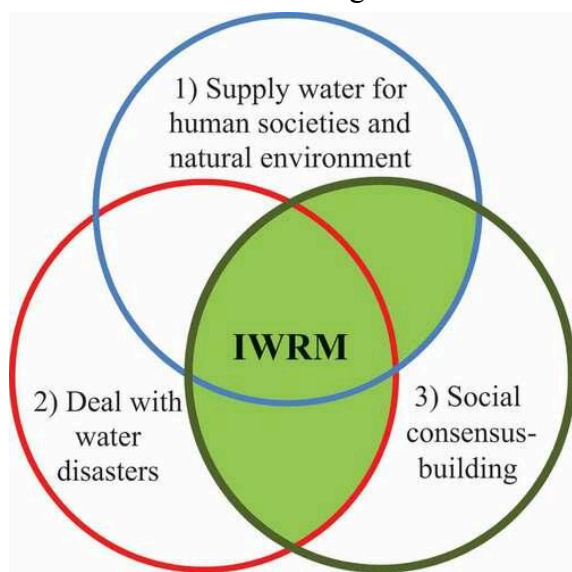 1) Supply water for
human societies and
natural environment
IWRM
2) Deal with
water
disasters
3) Social
consensus-
building